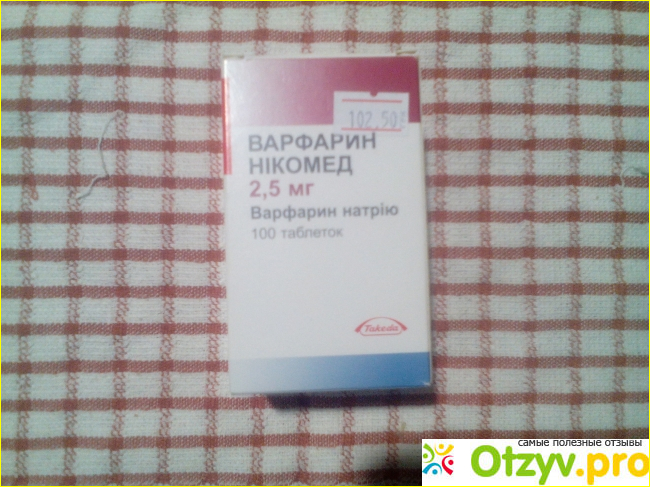 102,50
ВАРФАРИН
НІКОМЕД
2,5 мг
Варфарин натрію
100 таблеток
Takeda
самые полезные отзывы
Otzyv.pro